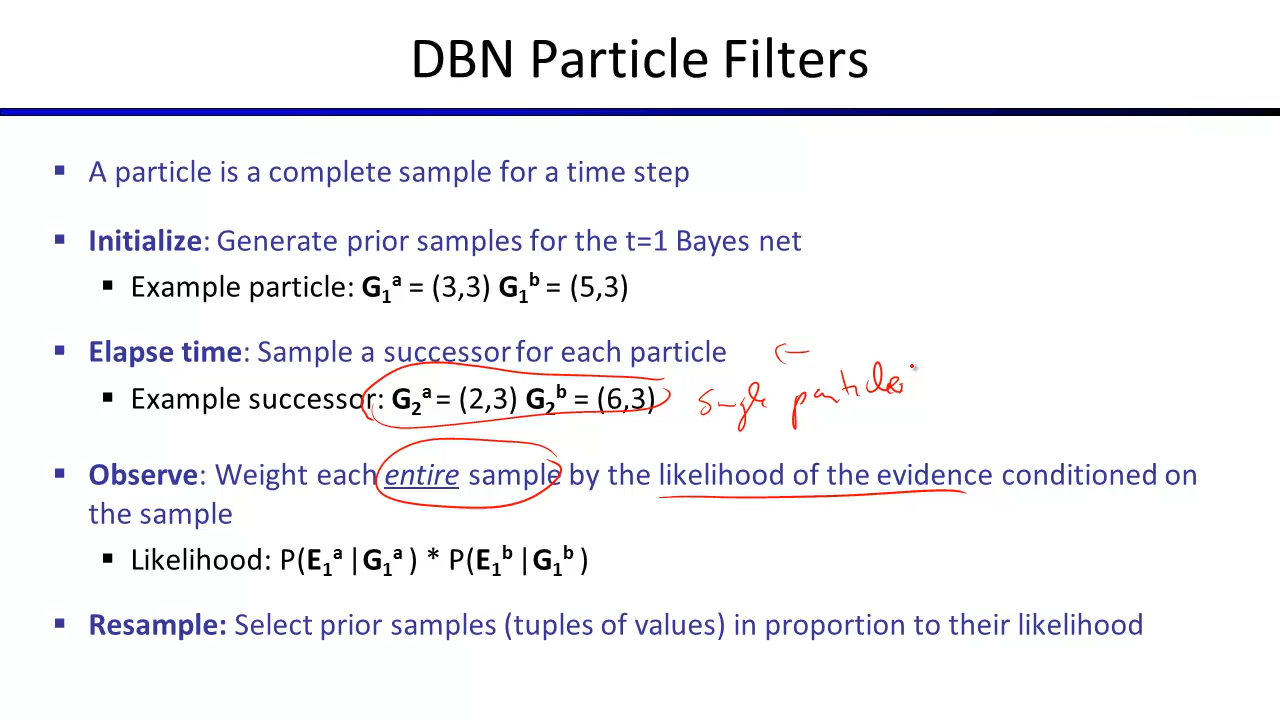 DBN Particle Filters
▪ A particle is a complete sample for a time step
▪ Initialize: Generate prior samples for the t=1 Bayes net
▪ Example particle: G₁ᵃ = (3,3) G₁ᵇ = (5,3)
▪ Elapse time: Sample a successor for each particle
▪ Example successor: G₂ᵃ = (2,3) G₂ᵇ = (6,3)
single particle
▪ Observe: Weight each entire sample by the likelihood of the evidence conditioned on
the sample
▪ Likelihood: P(E₁ᵃ |G₁ᵃ ) * P(E₁ᵇ |G₁ᵇ )
▪ Resample: Select prior samples (tuples of values) in proportion to their likelihood